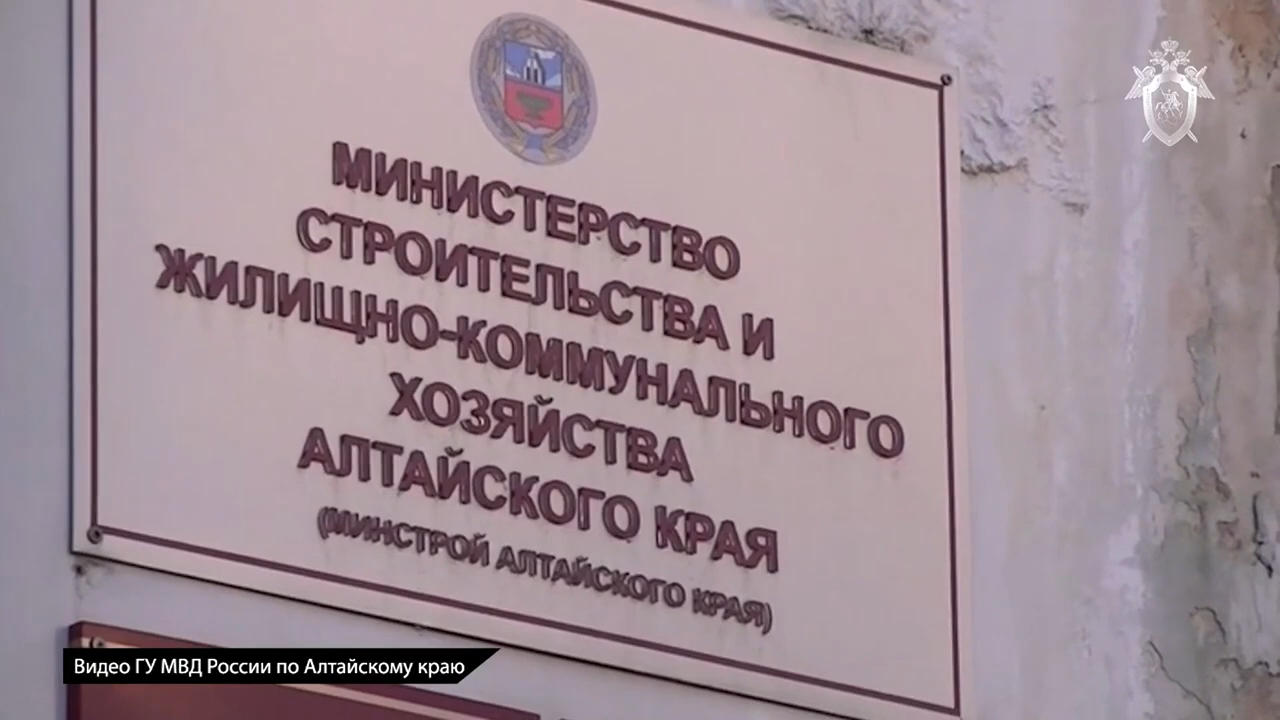 МИНИСТЕРСТВО
СТРОИТЕЛЬСТВА И
ЖИЛИЩНО-КОММУНАЛЬНОГО
ХОЗЯЙСТВА
АЛТАЙСКОГО КРАЯ
(МИНСТРОЙ АЛТАЙСКОГО КРАЯ)
Видео ГУ МВД России по Алтайскому краю